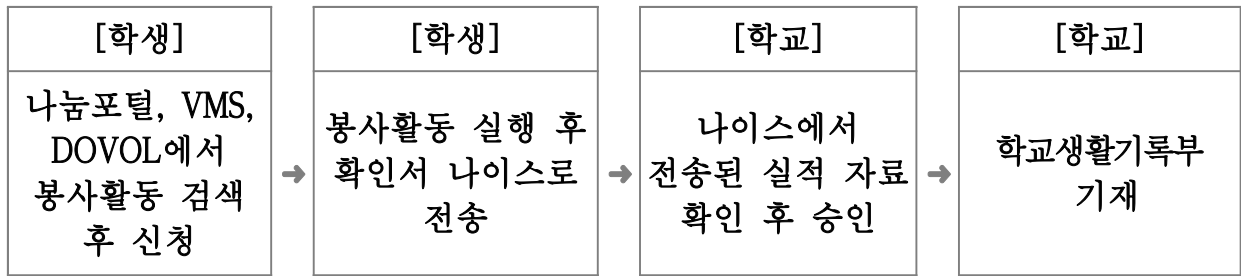 [학생]
나눔포털, VMS,
DOVOL에서
봉사활동 검색
후 신청
➜
[학생]
봉사활동 실행 후
확인서 나이스로
전송
➜
[학교]
나이스에서
전송된 실적 자료
확인 후 승인
➜
[학교]
학교생활기록부
기재